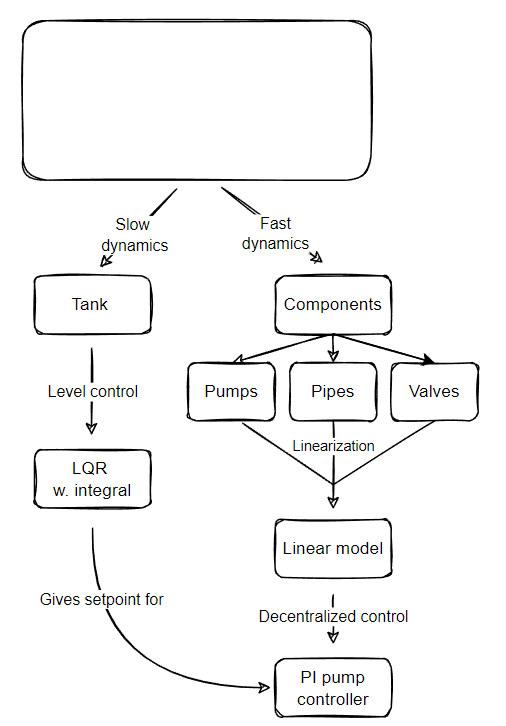 Slow
dynamics
Fast
dynamics
Tank
Components
Level control
Pumps
Pipes
Valves
Linearization
LQR
w. integral
Linear model
Gives setpoint for
Decentralized control
PI pump
controller